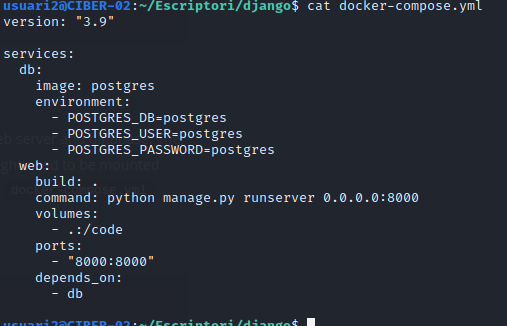 usuari2@CIBER-02:~/Escriptori/django$ cat docker-compose.yml
version: "3.9"
services:
  db:
    image: postgres
    environment:
      - POSTGRES_DB=postgres
      - POSTGRES_USER=postgres
      - POSTGRES_PASSWORD=postgres
  web:
    build: .
    command: python manage.py runserver 0.0.0.0:8000
    volumes:
      - .:/code
    ports:
      - "8000:8000"
    depends_on:
      - db
usuari2@CIBER-02:~/Escriptori/django$